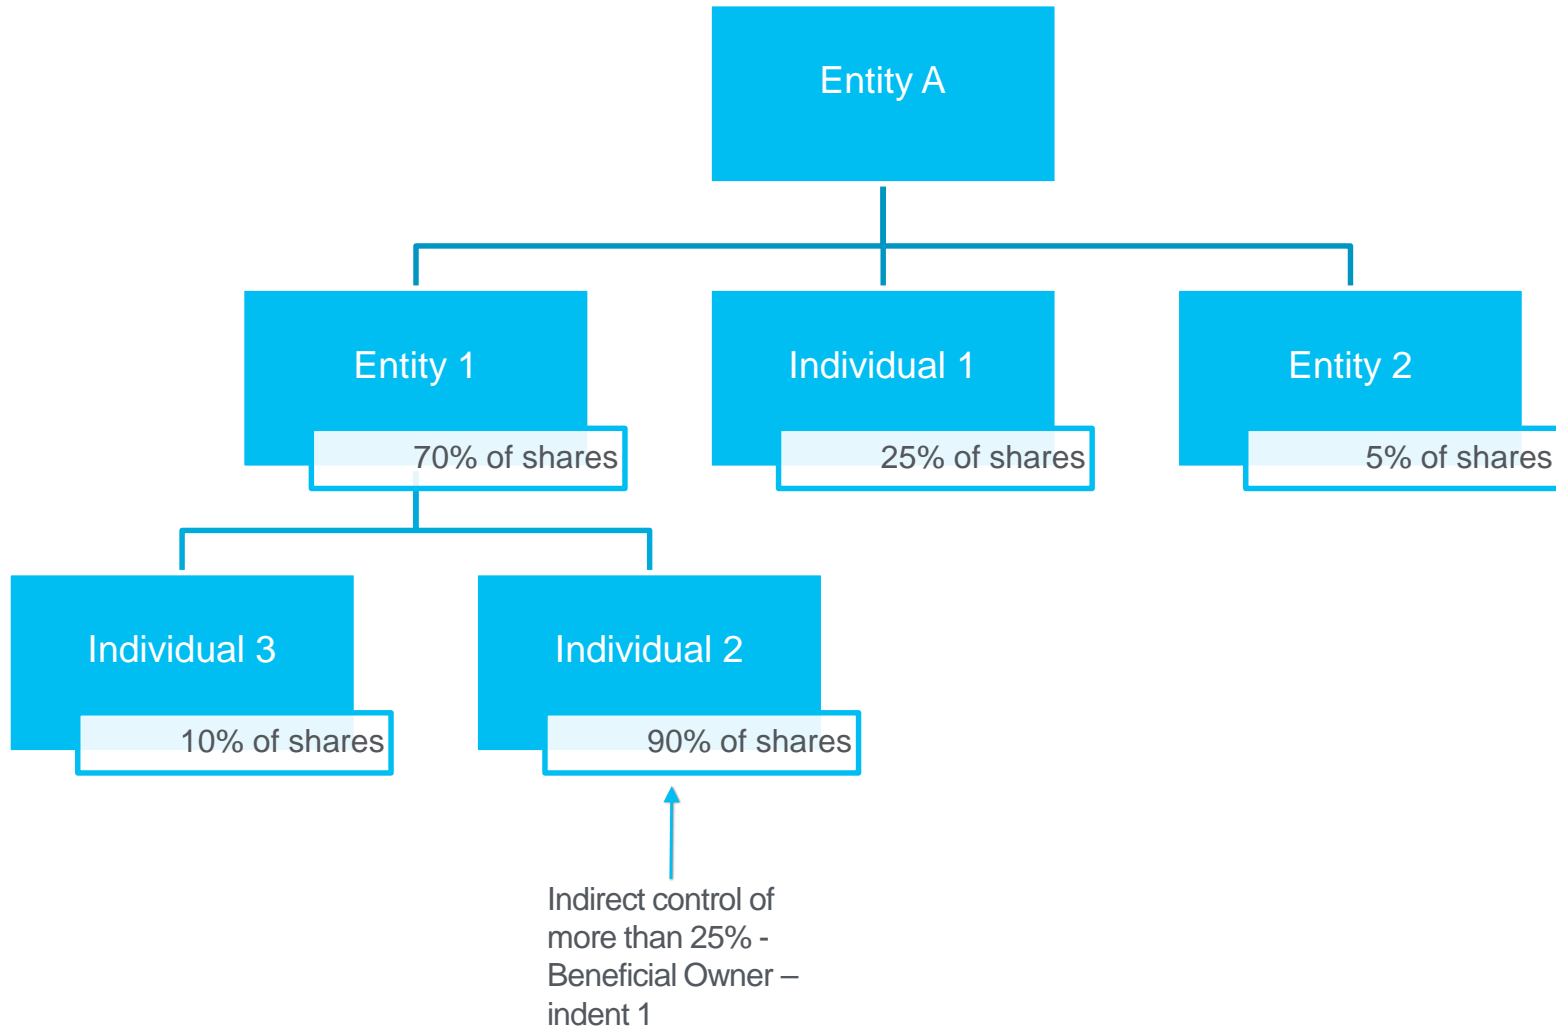 Entity A
Entity 1
70% of shares
Individual 1
25% of shares
Entity 2
5% of shares
Individual 3
10% of shares
Individual 2
90% of shares
Indirect control of
more than 25% -
Beneficial Owner –
indent 1